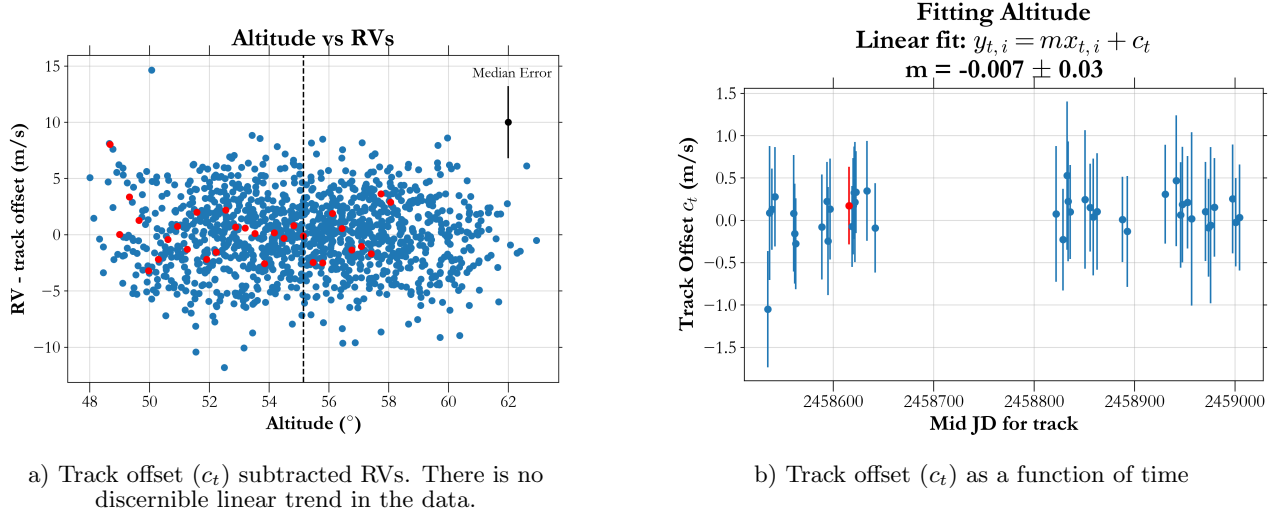 Altitude vs RVs
Median Error
RV - track offset (m/s)
15
10
5
0
−5
−10
48
50
52
54
56
58
60
62
Altitude (°)
a) Track offset (c_t) subtracted RVs. There is no
discernible linear trend in the data.
Fitting Altitude
Linear fit: y_{t, i} = mx_{t, i} + c_t
m = -0.007 ± 0.03
Track Offset c_t (m/s)
1.5
1.0
0.5
0.0
−0.5
−1.0
−1.5
2458600
2458700
2458800
2458900
2459000
Mid JD for track
b) Track offset (c_t) as a function of time